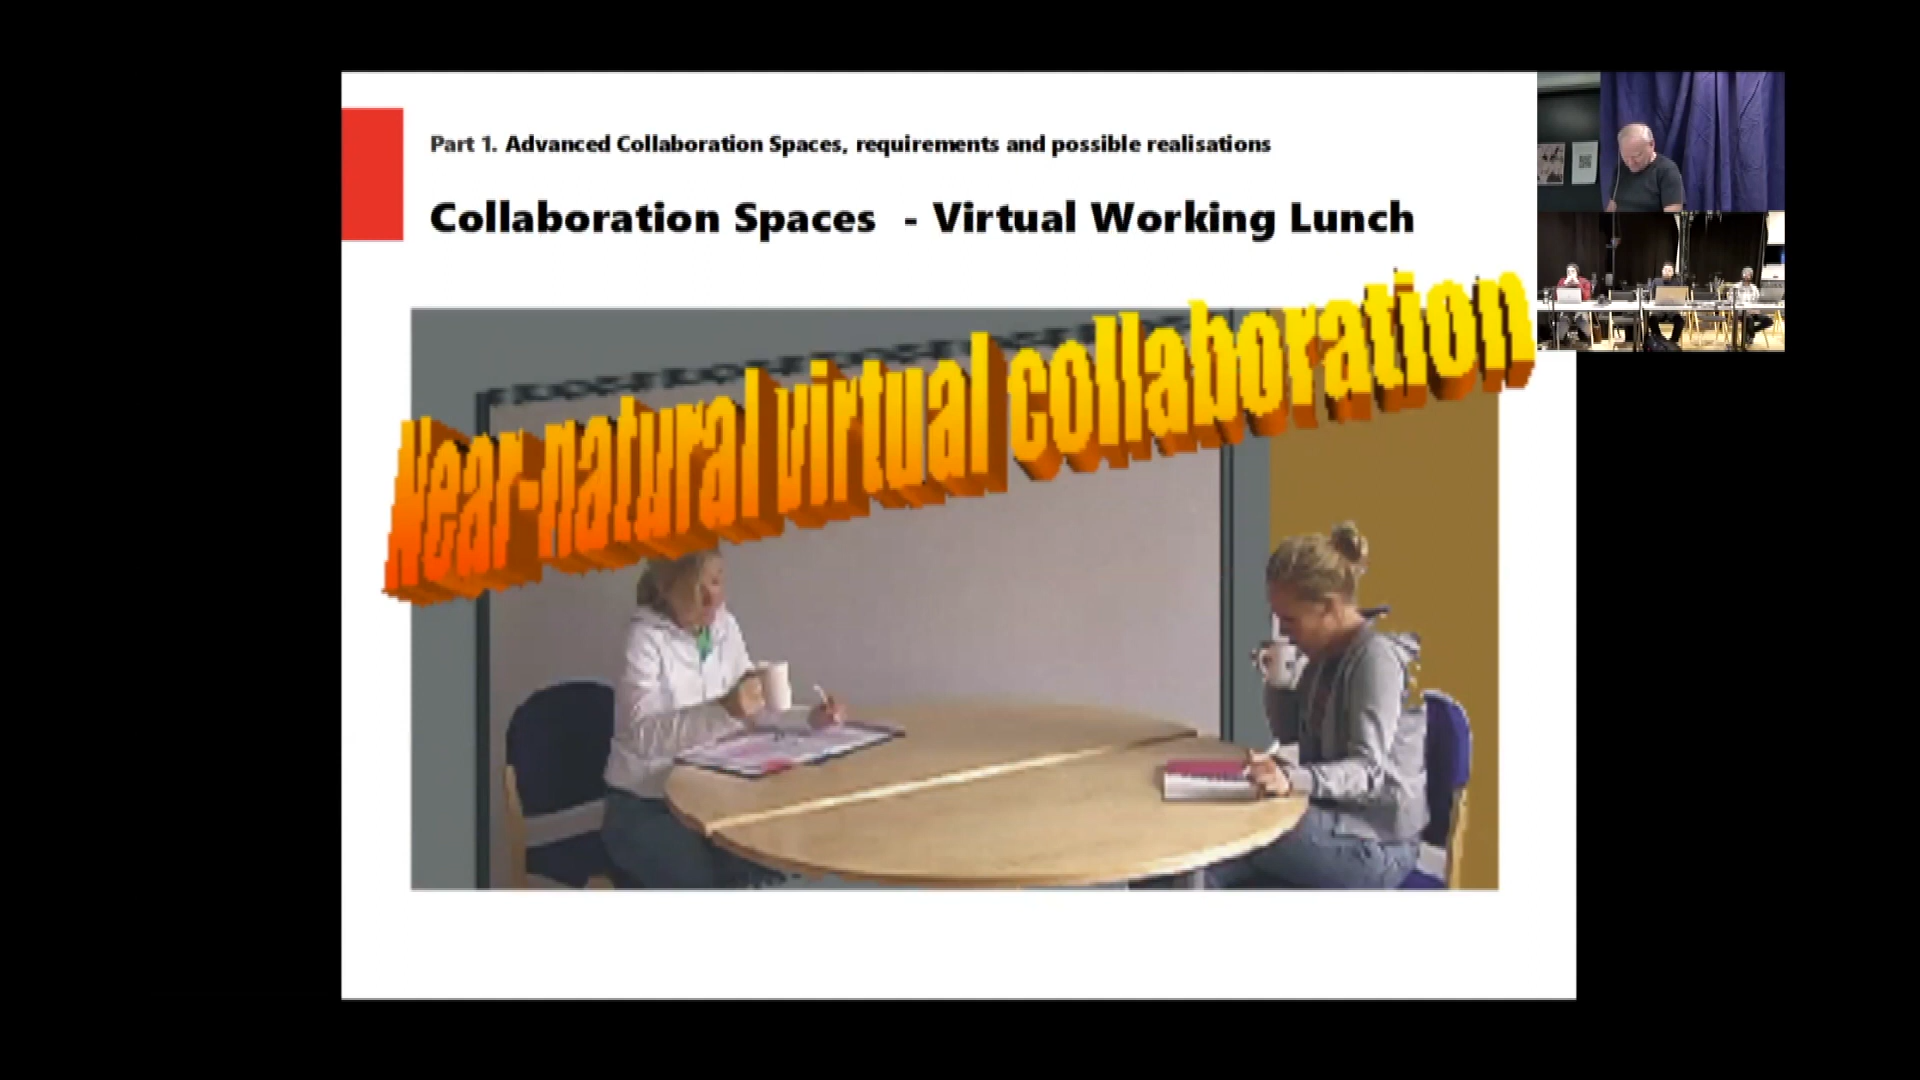 Part 1. Advanced Collaboration Spaces, requirements and possible realisations
Collaboration Spaces - Virtual Working Lunch
Near-natural virtual collaboration